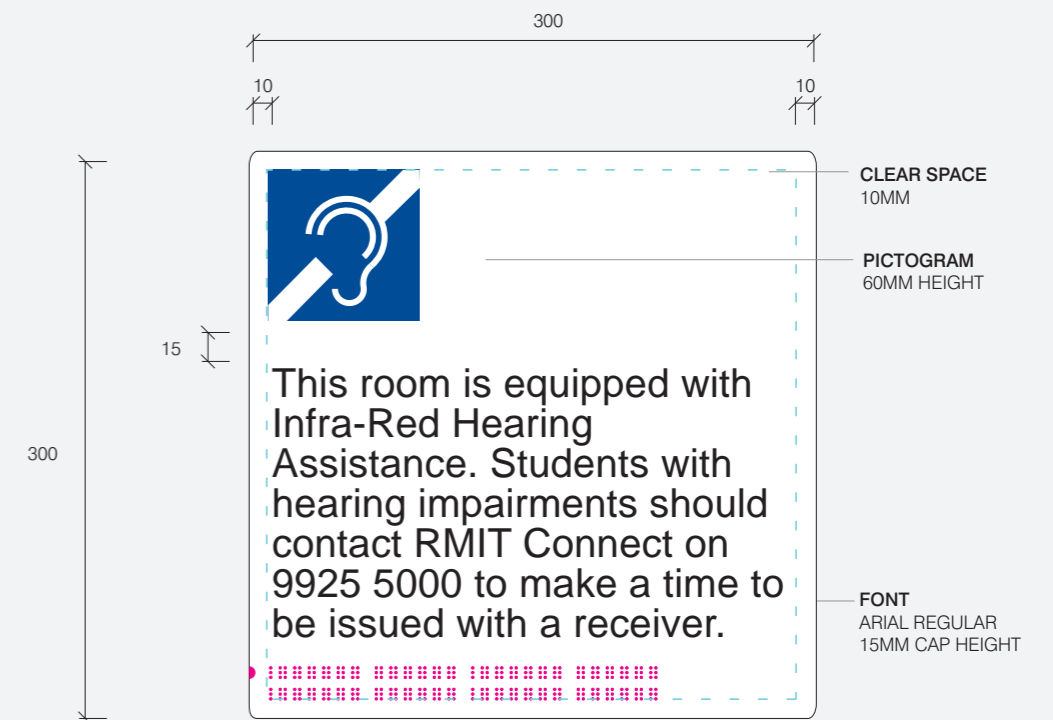 300
10
10
CLEAR SPACE
10MM
PICTOGRAM
60MM HEIGHT
15
300
This room is equipped with
Infra-Red Hearing
Assistance. Students with
hearing impairments should
contact RMIT Connect on
9925 5000 to make a time to
be issued with a receiver.
FONT
ARIAL REGULAR
15MM CAP HEIGHT
⠿⠿⠿⠿⠿⠿⠿ ⠿⠿⠿⠿⠿⠿ ⠿⠿⠿⠿⠿⠿⠿ ⠿⠿⠿⠿⠿⠿
⠿⠿⠿⠿⠿⠿⠿ ⠿⠿⠿⠿⠿⠿ ⠿⠿⠿⠿⠿⠿⠿ ⠿⠿⠿⠿⠿⠿